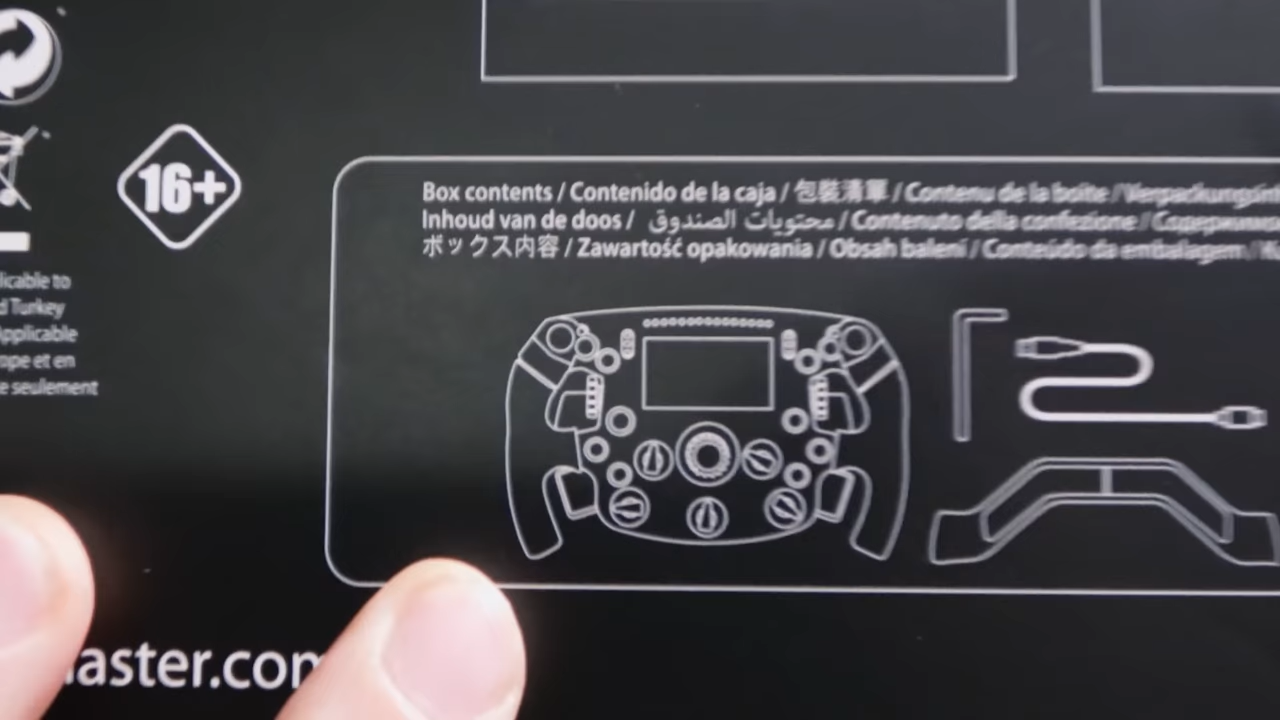 16+
licable to
d Turkey
Applicable
ope et en
e seulement
Box contents / Contenido de la caja / 包裝清單 / Contenu de la boîte /
Inhoud van de doos / محتويات الصندوق / Contenuto della confezione /
ボックス内容 / Zawartość opakowania / Obsah balení / Conteúdo da embalagem /
aster.com